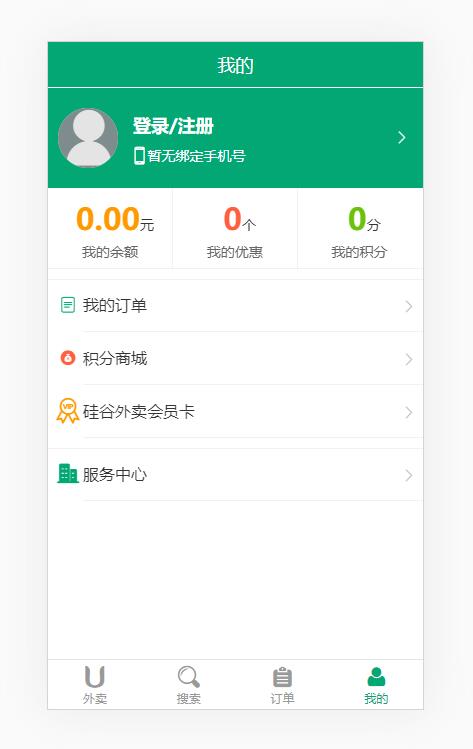 我的
登录/注册
暂无绑定手机号
0.00元
我的余额
0个
我的优惠
0分
我的积分
我的订单
积分商城
VIP
硅谷外卖会员卡
服务中心
外卖
搜索
订单
我的